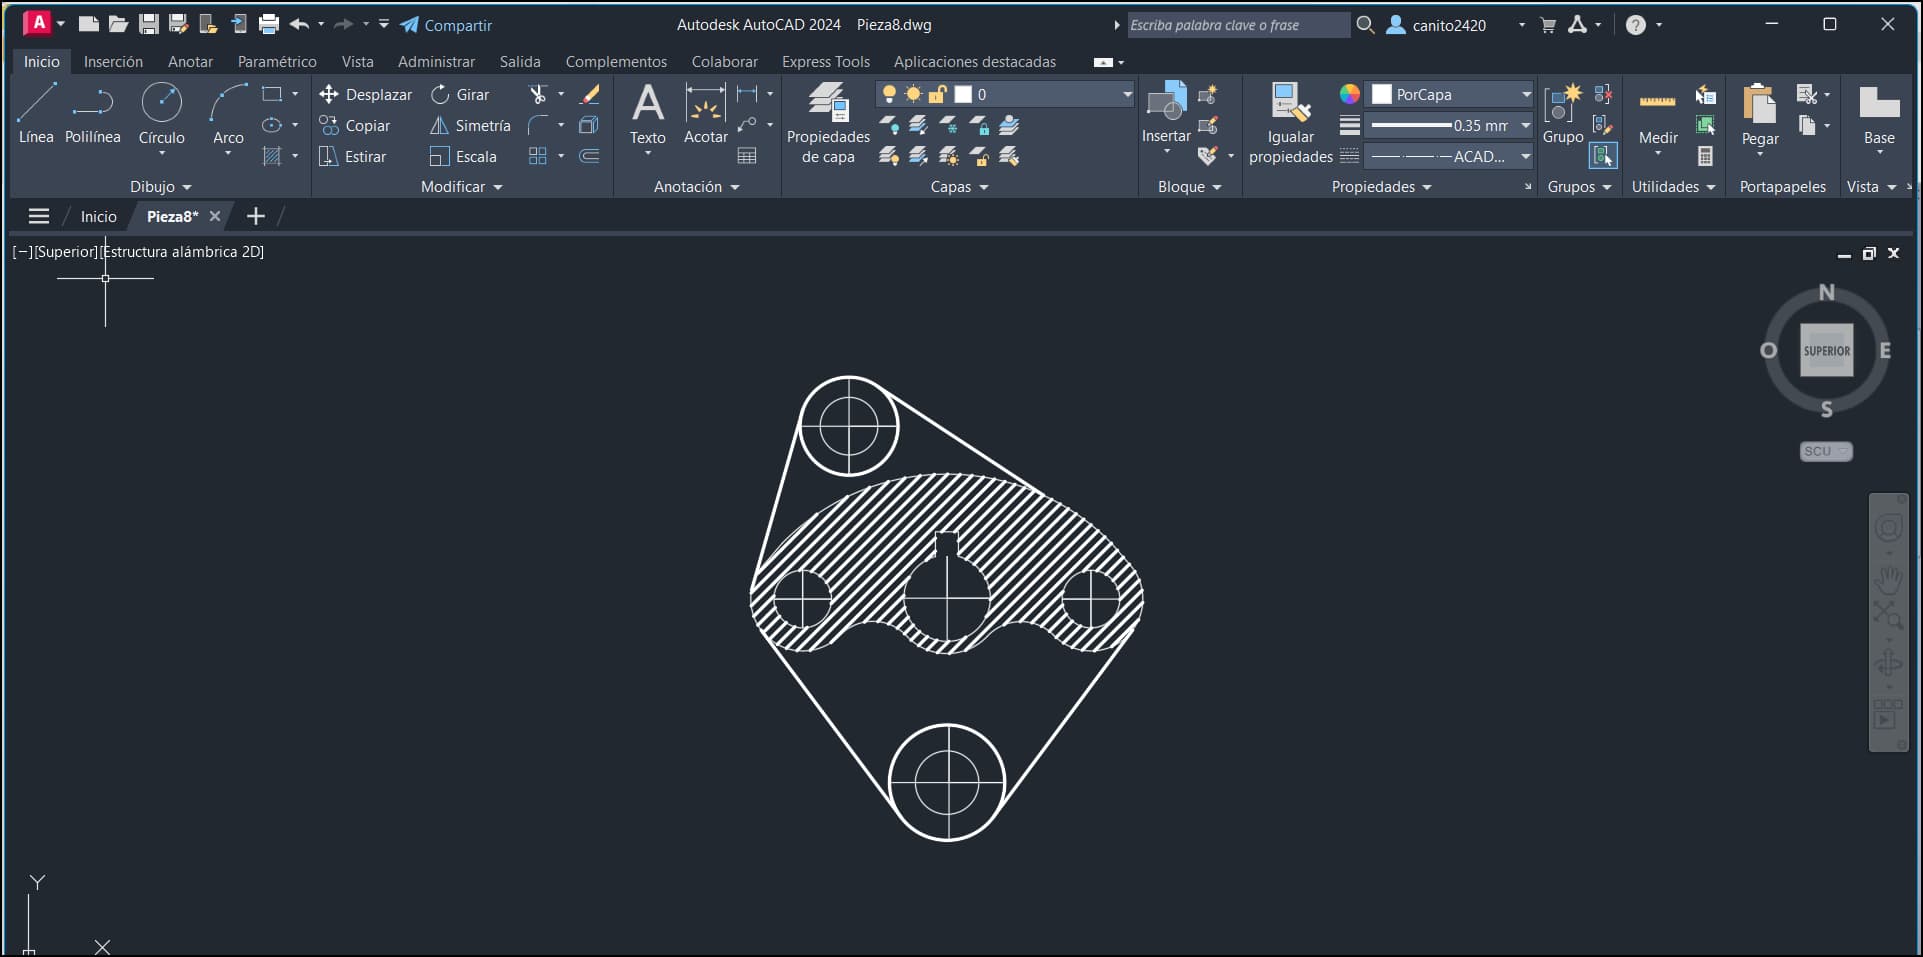 A
Compartir
Autodesk AutoCAD 2024 Pieza8.dwg
Escriba palabra clave o frase
canito2420
?
Inicio Inserción Anotar Paramétrico Vista Administrar Salida Complementos Colaborar Express Tools Aplicaciones destacadas
Línea
Polilínea
Círculo
Arco
Dibujo
Desplazar
Girar
Copiar
Simetría
Estirar
Escala
Modificar
A
Texto
Acotar
Anotación
Propiedades
de capa
0
Capas
Insertar
Bloque
Igualar
propiedades
PorCapa
0.35 mm
ACAD...
Propiedades
Grupo
Grupos
Medir
Utilidades
Pegar
Portapapeles
Base
Vista
Inicio
Pieza8*
[−][Superior][Estructura alámbrica 2D]
N
O
SUPERIOR
E
S
SCU
Y
X